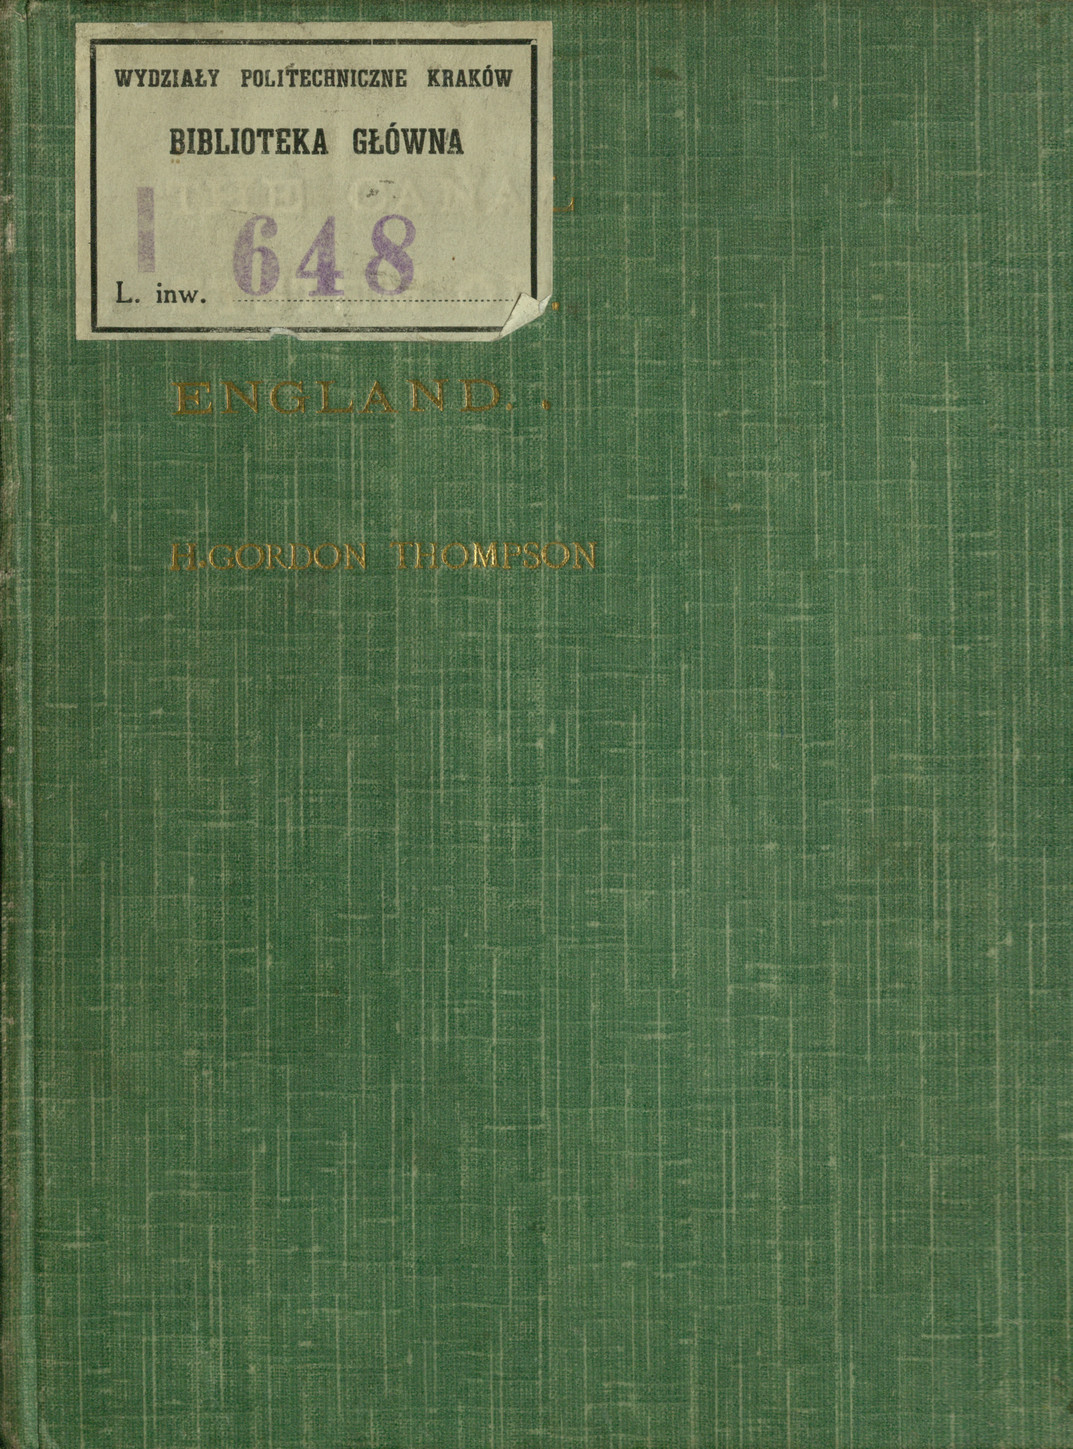 WYDZIAŁY POLITECHNICZNE KRAKÓW
BIBLIOTEKA GŁÓWNA
I 648
L. inw.
ENGLAND. .
H. GORDON THOMPSON